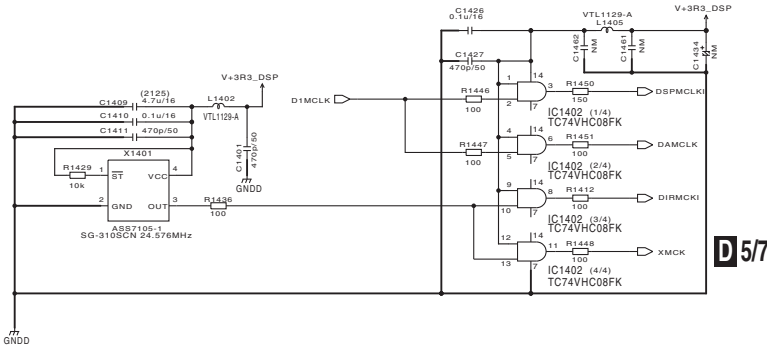 C1426
0.1u/16
VTL1129-A
L1405
V+3R3_DSP
C1462
NM
C1461
NM
C1434
NM
C1427
470p/50
V+3R3_DSP
(2125)
C1409 4.7u/16
L1402
C1410 0.1u/16
VTL1129-A
C1411 470p/50
C1401
470p/50
GNDD
X1401
R1429
10k
1 ST
VCC 4
2 GND
OUT 3
ASS7105-1
SG-310SCN 24.576MHz
R1436
100
D1MCLK
R1446
100
R1447
100
1
2
14
3
7
R1450
150
DSPMCLKI
IC1402 (1/4)
TC74VHC08FK
4
5
14
6
7
R1451
100
DAMCLK
IC1402 (2/4)
TC74VHC08FK
9
10
14
8
7
R1412
100
DIRMCKI
IC1402 (3/4)
TC74VHC08FK
12
13
14
11
7
R1448
100
XMCK
IC1402 (4/4)
TC74VHC08FK
D 5/7
GNDD